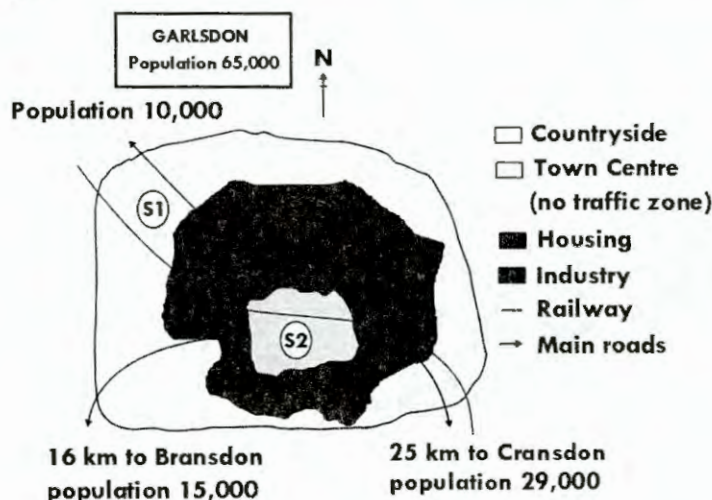 GARLSDON
Population 65,000
N
Population 10,000
S1
S2
Countryside
Town Centre
(no traffic zone)
Housing
Industry
Railway
Main roads
16 km to Bransdon
population 15,000
25 km to Cransdon
population 29,000